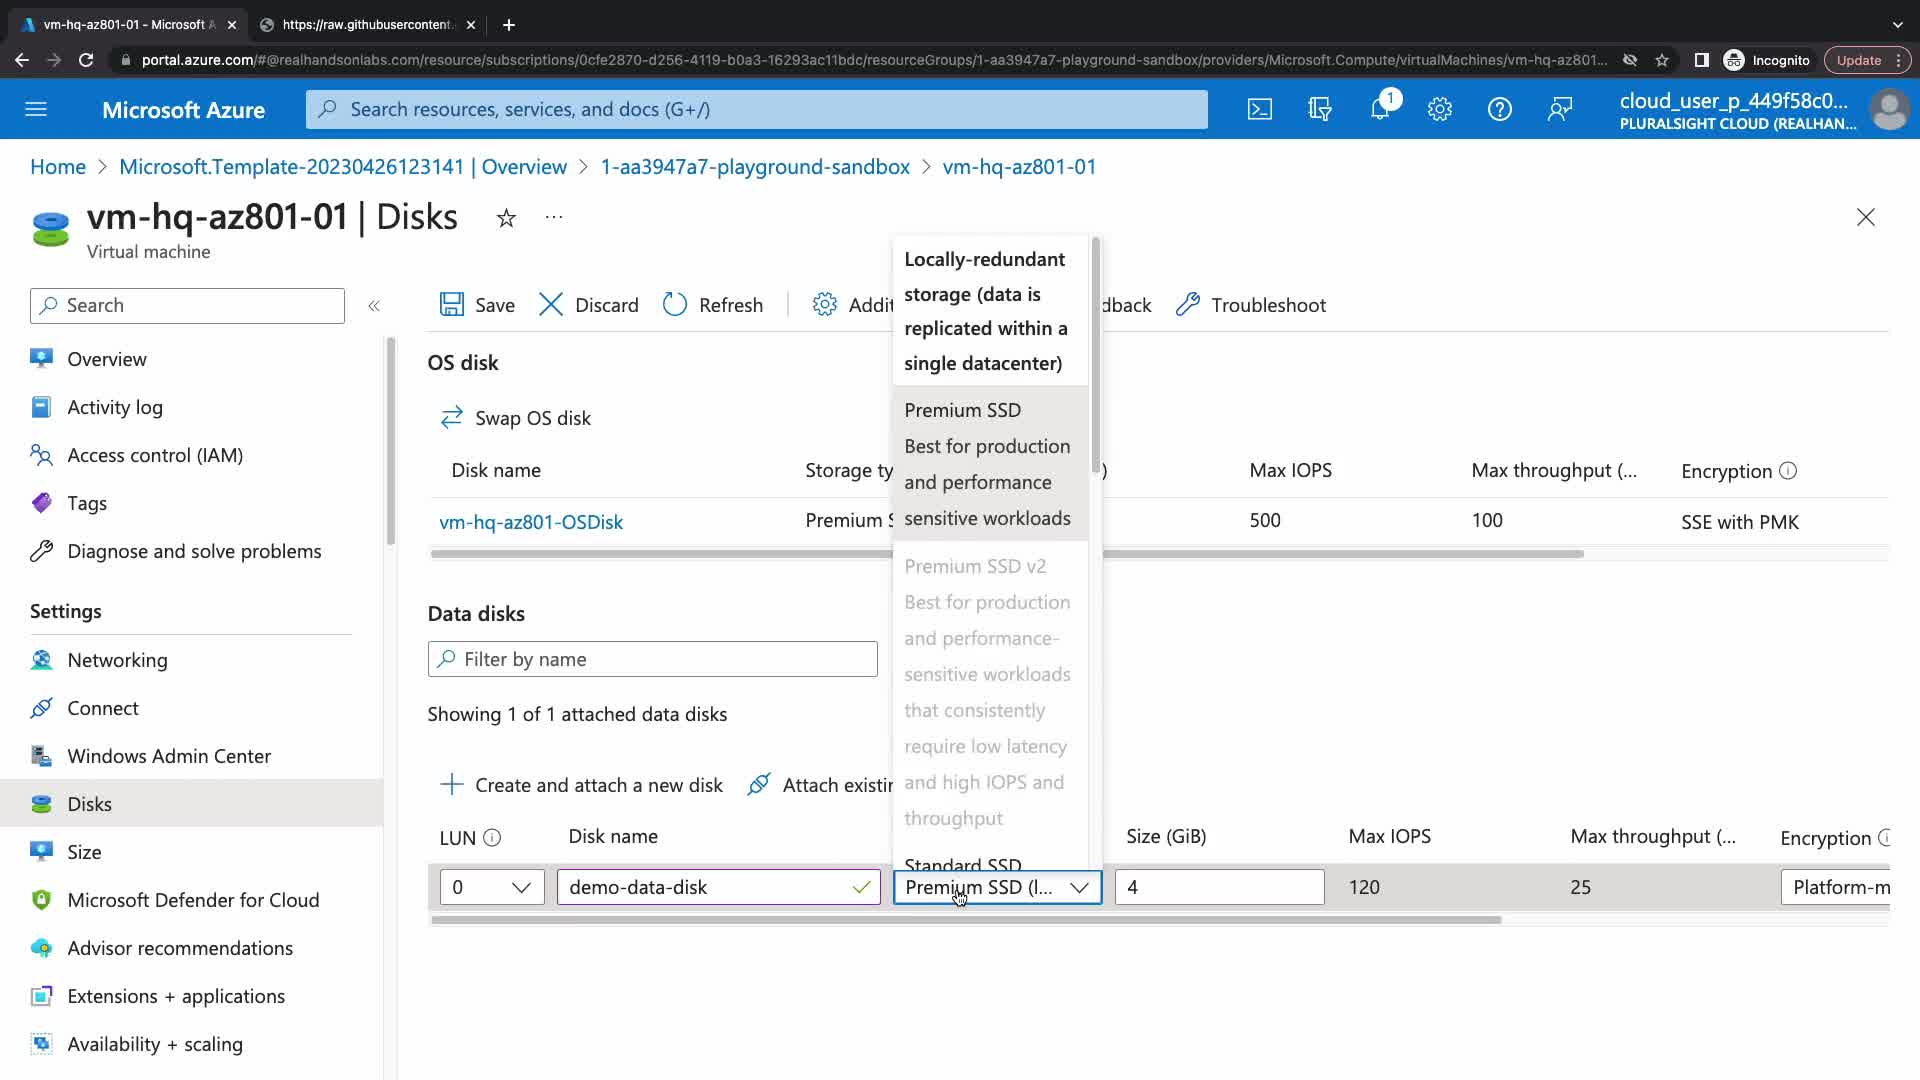 vm-hq-az801-01 - Microsoft A
https://raw.githubusercontent.
portal.azure.com/#@realhandsonlabs.com/resource/subscriptions/0cfe2870-d256-4119-b0a3-16293ac11bdc/resourceGroups/1-aa3947a7-playground-sandbox/providers/Microsoft.Compute/virtualMachines/vm-hq-az801...
Incognito
Update
Microsoft Azure
Search resources, services, and docs (G+/)
1
cloud_user_p_449f58c0...
PLURALSIGHT CLOUD (REALHAN...
Home > Microsoft.Template-20230426123141 | Overview > 1-aa3947a7-playground-sandbox > vm-hq-az801-01
vm-hq-az801-01 | Disks
Virtual machine
Search
Overview
Activity log
Access control (IAM)
Tags
Diagnose and solve problems
Settings
Networking
Connect
Windows Admin Center
Disks
Size
Microsoft Defender for Cloud
Advisor recommendations
Extensions + applications
Availability + scaling
Save
Discard
Refresh
Addit
dback
Troubleshoot
OS disk
Swap OS disk
Disk name
Storage ty
)
Max IOPS
Max throughput (...
Encryption
vm-hq-az801-OSDisk
Premium S
500
100
SSE with PMK
Data disks
Filter by name
Showing 1 of 1 attached data disks
Create and attach a new disk
Attach existin
LUN
Disk name
Size (GiB)
Max IOPS
Max throughput (...
Encryption
0
demo-data-disk
Premium SSD (l...
4
120
25
Platform-m
Locally-redundant
storage (data is
replicated within a
single datacenter)
Premium SSD
Best for production
and performance
sensitive workloads
Premium SSD v2
Best for production
and performance-
sensitive workloads
that consistently
require low latency
and high IOPS and
throughput
Standard SSD